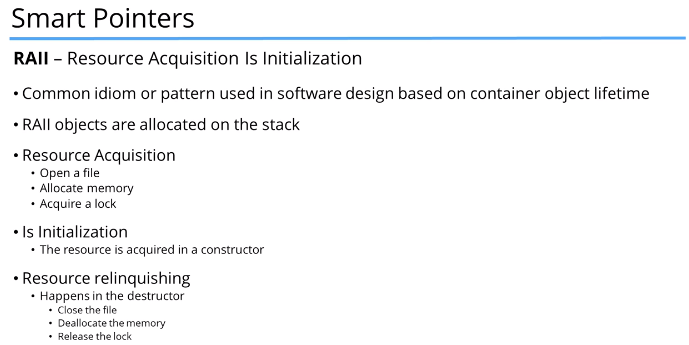 Smart Pointers
RAII – Resource Acquisition Is Initialization
• Common idiom or pattern used in software design based on container object lifetime
• RAII objects are allocated on the stack
• Resource Acquisition
• Open a file
• Allocate memory
• Acquire a lock
• Is Initialization
• The resource is acquired in a constructor
• Resource relinquishing
• Happens in the destructor
• Close the file
• Deallocate the memory
• Release the lock